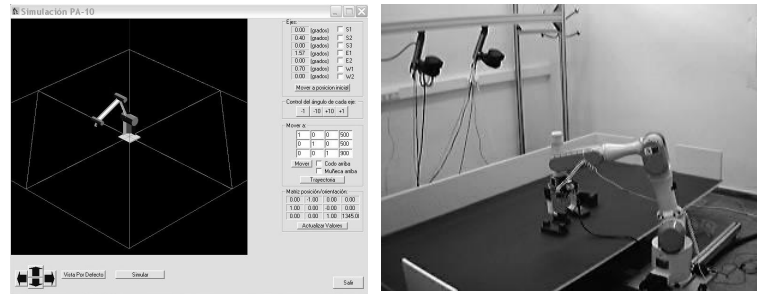 Simulación PA-10
Ejes:
0.00 (grados) S1
0.40 (grados) S2
0.00 (grados) S3
1.57 (grados) E1
0.00 (grados) E2
0.70 (grados) W1
0.00 (grados) W2
Mover a posicion inicial
Control del ángulo de cada eje:
-1 -10 +10 +1
Mover a:
1 0 0 500
0 1 0 500
0 0 1 900
Mover Codo arriba
Muñeca arriba
Trayectoria
Matriz posición/orientación:
0.00 -1.00 0.00 0.00
1.00 0.00 -0.00 0.00
0.00 0.00 1.00 1345.0
Actualizar Valores
Vista Por Defecto Simular
Salir